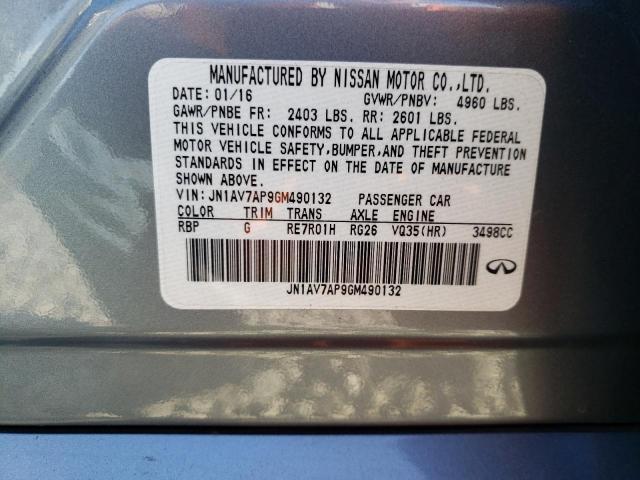 MANUFACTURED BY NISSAN MOTOR CO.,LTD.
DATE: 01/16 GVWR/PNBV: 4960 LBS.
GAWR/PNBE FR: 2403 LBS. RR: 2601 LBS.
THIS VEHICLE CONFORMS TO ALL APPLICABLE FEDERAL
MOTOR VEHICLE SAFETY,BUMPER,AND THEFT PREVENTION
STANDARDS IN EFFECT ON THE DATE OF MANUFACTURE
SHOWN ABOVE.
VIN: JN1AV7AP9GM490132 PASSENGER CAR
COLOR TRIM TRANS AXLE ENGINE
RBP G RE7R01H RG26 VQ35(HR) 3498CC
JN1AV7AP9GM490132